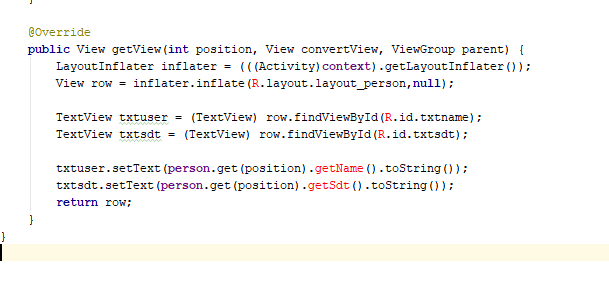 }
@Override
public View getView(int position, View convertView, ViewGroup parent) {
LayoutInflater inflater = (((Activity)context).getLayoutInflater());
View row = inflater.inflate(R.layout.layout_person,null);
TextView txtuser = (TextView) row.findViewById(R.id.txtname);
TextView txtsdt = (TextView) row.findViewById(R.id.txtsdt);
txtuser.setText(person.get(position).getName().toString());
txtsdt.setText(person.get(position).getSdt().toString());
return row;
}
}